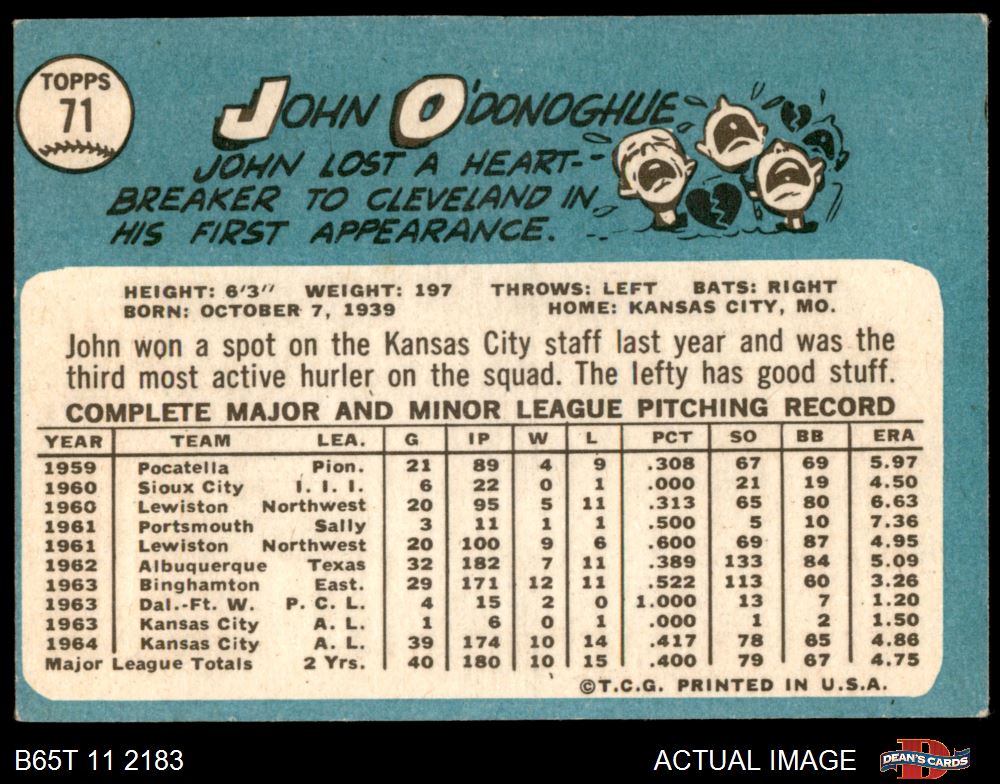 TOPPS
71
JOHN O'DONOGHUE
JOHN LOST A HEART-
BREAKER TO CLEVELAND IN
HIS FIRST APPEARANCE.
HEIGHT: 6'3" WEIGHT: 197 THROWS: LEFT BATS: RIGHT
BORN: OCTOBER 7, 1939 HOME: KANSAS CITY, MO.
John won a spot on the Kansas City staff last year and was the
third most active hurler on the squad. The lefty has good stuff.
COMPLETE MAJOR AND MINOR LEAGUE PITCHING RECORD
YEAR TEAM LEA. G IP W L PCT SO BB ERA
1959 Pocatella Pion. 21 89 4 9 .308 67 69 5.97
1960 Sioux City I. I. I. 6 22 0 1 .000 21 19 4.50
1960 Lewiston Northwest 20 95 5 11 .313 65 80 6.63
1961 Portsmouth Sally 3 11 1 1 .500 5 10 7.36
1961 Lewiston Northwest 20 100 9 6 .600 69 87 4.95
1962 Albuquerque Texas 32 182 7 11 .389 133 84 5.09
1963 Binghamton East. 29 171 12 11 .522 113 60 3.26
1963 Dal.-Ft. W. P. C. L. 4 15 2 0 1.000 13 7 1.20
1963 Kansas City A. L. 1 6 0 1 .000 1 2 1.50
1964 Kansas City A. L. 39 174 10 14 .417 78 65 4.86
Major League Totals 2 Yrs. 40 180 10 15 .400 79 67 4.75
©T.C.G. PRINTED IN U.S.A.
B65T 11 2183 ACTUAL IMAGE DEAN'S CARDS